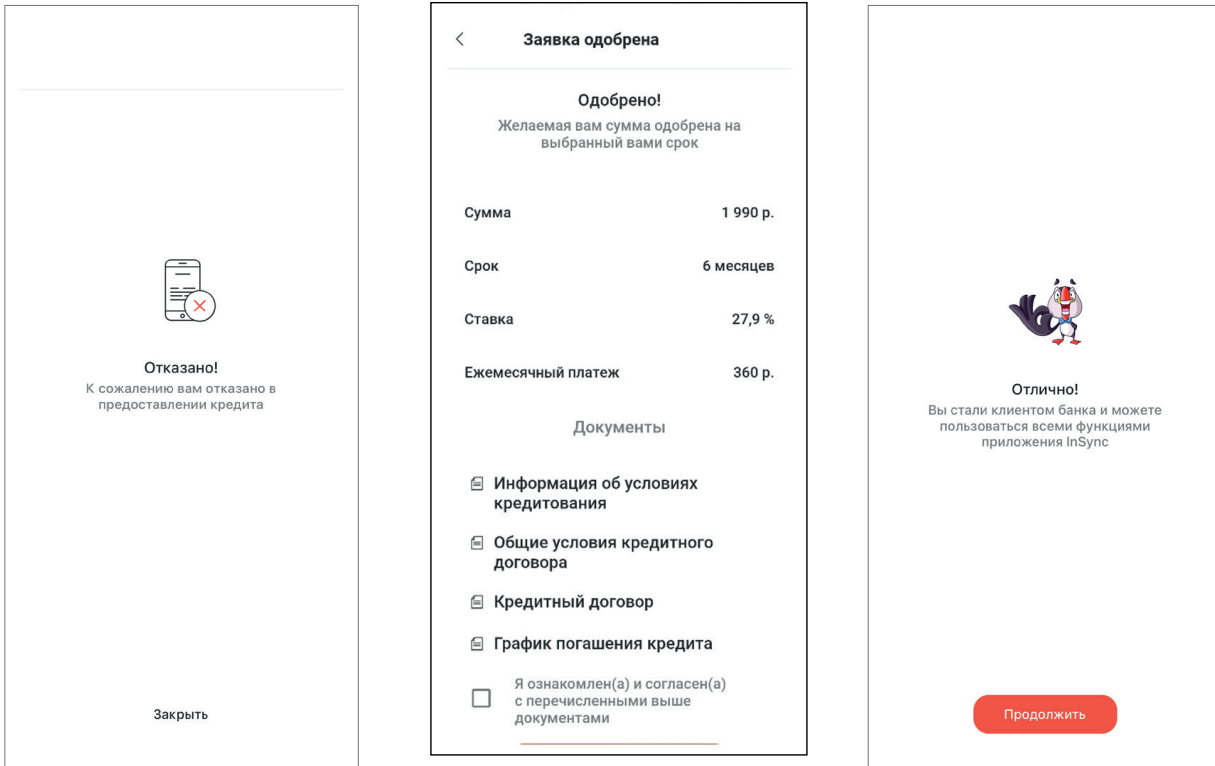 Отказано!
К сожалению вам отказано в
предоставлении кредита
Закрыть
Заявка одобрена
Одобрено!
Желаемая вам сумма одобрена на
выбранный вами срок
Сумма 1 990 р.
Срок 6 месяцев
Ставка 27,9 %
Ежемесячный платеж 360 р.
Документы
Информация об условиях
кредитования
Общие условия кредитного
договора
Кредитный договор
График погашения кредита
Я ознакомлен(а) и согласен(а)
с перечисленными выше
документами
Отлично!
Вы стали клиентом банка и можете
пользоваться всеми функциями
приложения InSync
Продолжить